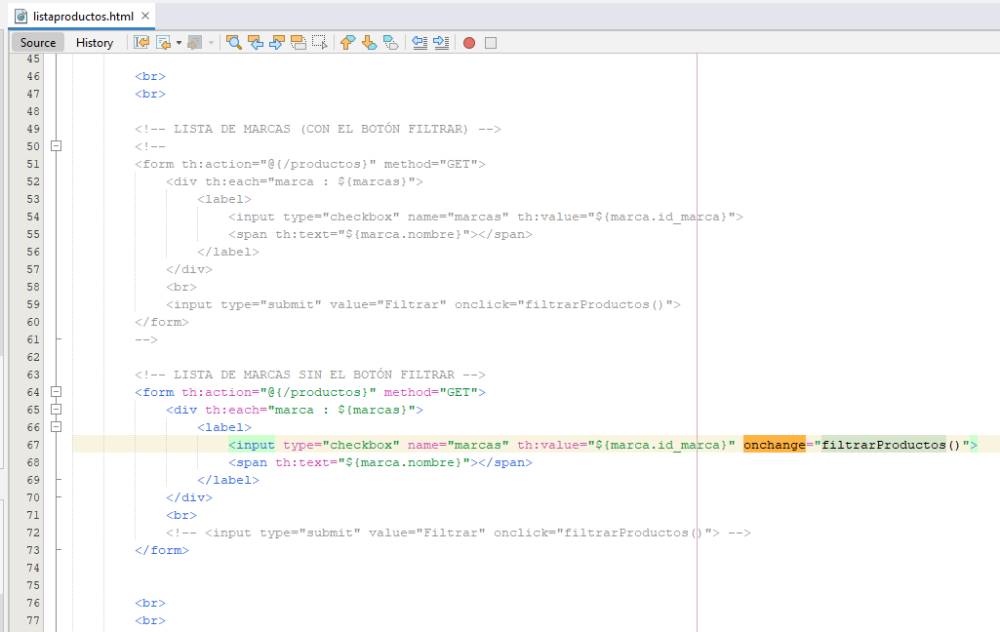 listaproductos.html
Source History
45
46 <br>
47 <br>
48
49 <!-- LISTA DE MARCAS (CON EL BOTÓN FILTRAR) -->
50 <!--
51 <form th:action="@{/productos}" method="GET">
52 <div th:each="marca : ${marcas}">
53 <label>
54 <input type="checkbox" name="marcas" th:value="${marca.id_marca}">
55 <span th:text="${marca.nombre}"></span>
56 </label>
57 </div>
58 <br>
59 <input type="submit" value="Filtrar" onclick="filtrarProductos()">
60 </form>
61 -->
62
63 <!-- LISTA DE MARCAS SIN EL BOTÓN FILTRAR -->
64 <form th:action="@{/productos}" method="GET">
65 <div th:each="marca : ${marcas}">
66 <label>
67 <input type="checkbox" name="marcas" th:value="${marca.id_marca}" onchange="filtrarProductos()">
68 <span th:text="${marca.nombre}"></span>
69 </label>
70 </div>
71 <br>
72 <!-- <input type="submit" value="Filtrar" onclick="filtrarProductos()"> -->
73 </form>
74
75
76 <br>
77 <br>